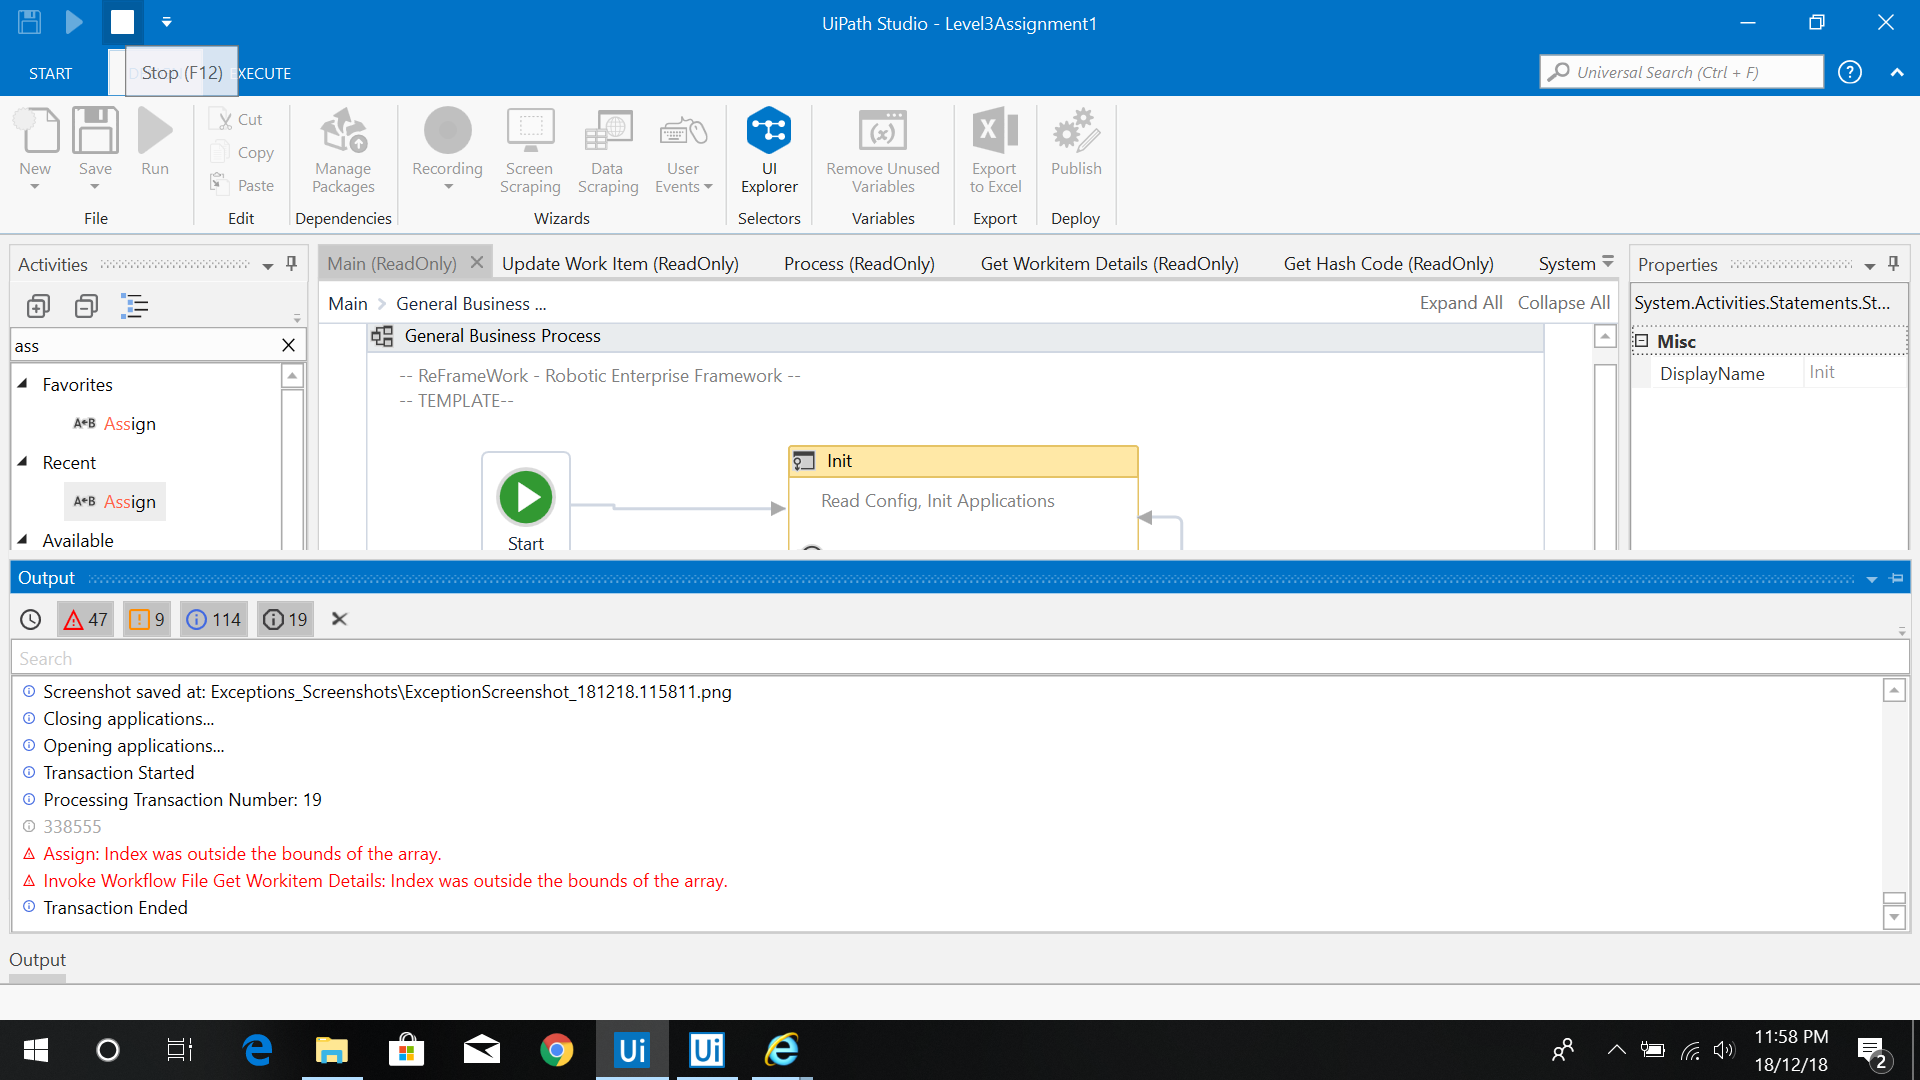 UiPath Studio - Level3Assignment1
START
Stop (F12)
EXECUTE
Universal Search (Ctrl + F)
New
Save
Run
File
Cut
Copy
Paste
Edit
Manage
Packages
Dependencies
Recording
Screen
Scraping
Data
Scraping
User
Events
Wizards
UI
Explorer
Selectors
Remove Unused
Variables
Variables
Export
to Excel
Export
Publish
Deploy
Activities
Main (ReadOnly)
Update Work Item (ReadOnly)
Process (ReadOnly)
Get Workitem Details (ReadOnly)
Get Hash Code (ReadOnly)
System
Properties
Main > General Business ...
Expand All
Collapse All
System.Activities.Statements.St...
ass
General Business Process
Misc
DisplayName
Init
Favorites
A←B Assign
Recent
A←B Assign
Available
-- ReFrameWork - Robotic Enterprise Framework --
-- TEMPLATE--
Start
Init
Read Config, Init Applications
Output
47
9
114
19
Search
Screenshot saved at: Exceptions_Screenshots\ExceptionScreenshot_181218.115811.png
Closing applications...
Opening applications...
Transaction Started
Processing Transaction Number: 19
338555
Assign: Index was outside the bounds of the array.
Invoke Workflow File Get Workitem Details: Index was outside the bounds of the array.
Transaction Ended
Output
Ui
Ui
11:58 PM
18/12/18
2